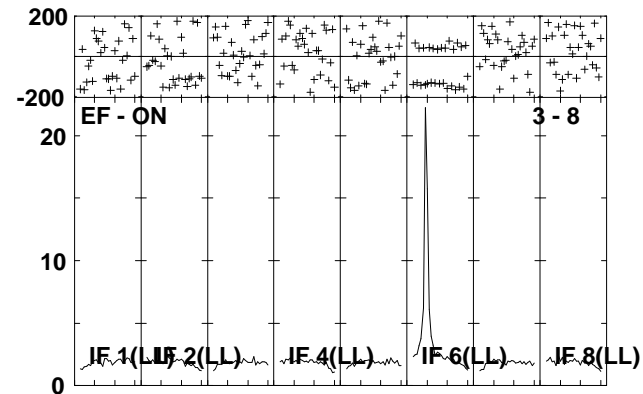 200
-200
EF - ON 3 - 8
20
10
IF 1(LL) IF 2(LL) IF 4(LL) IF 6(LL) IF 8(LL)
0